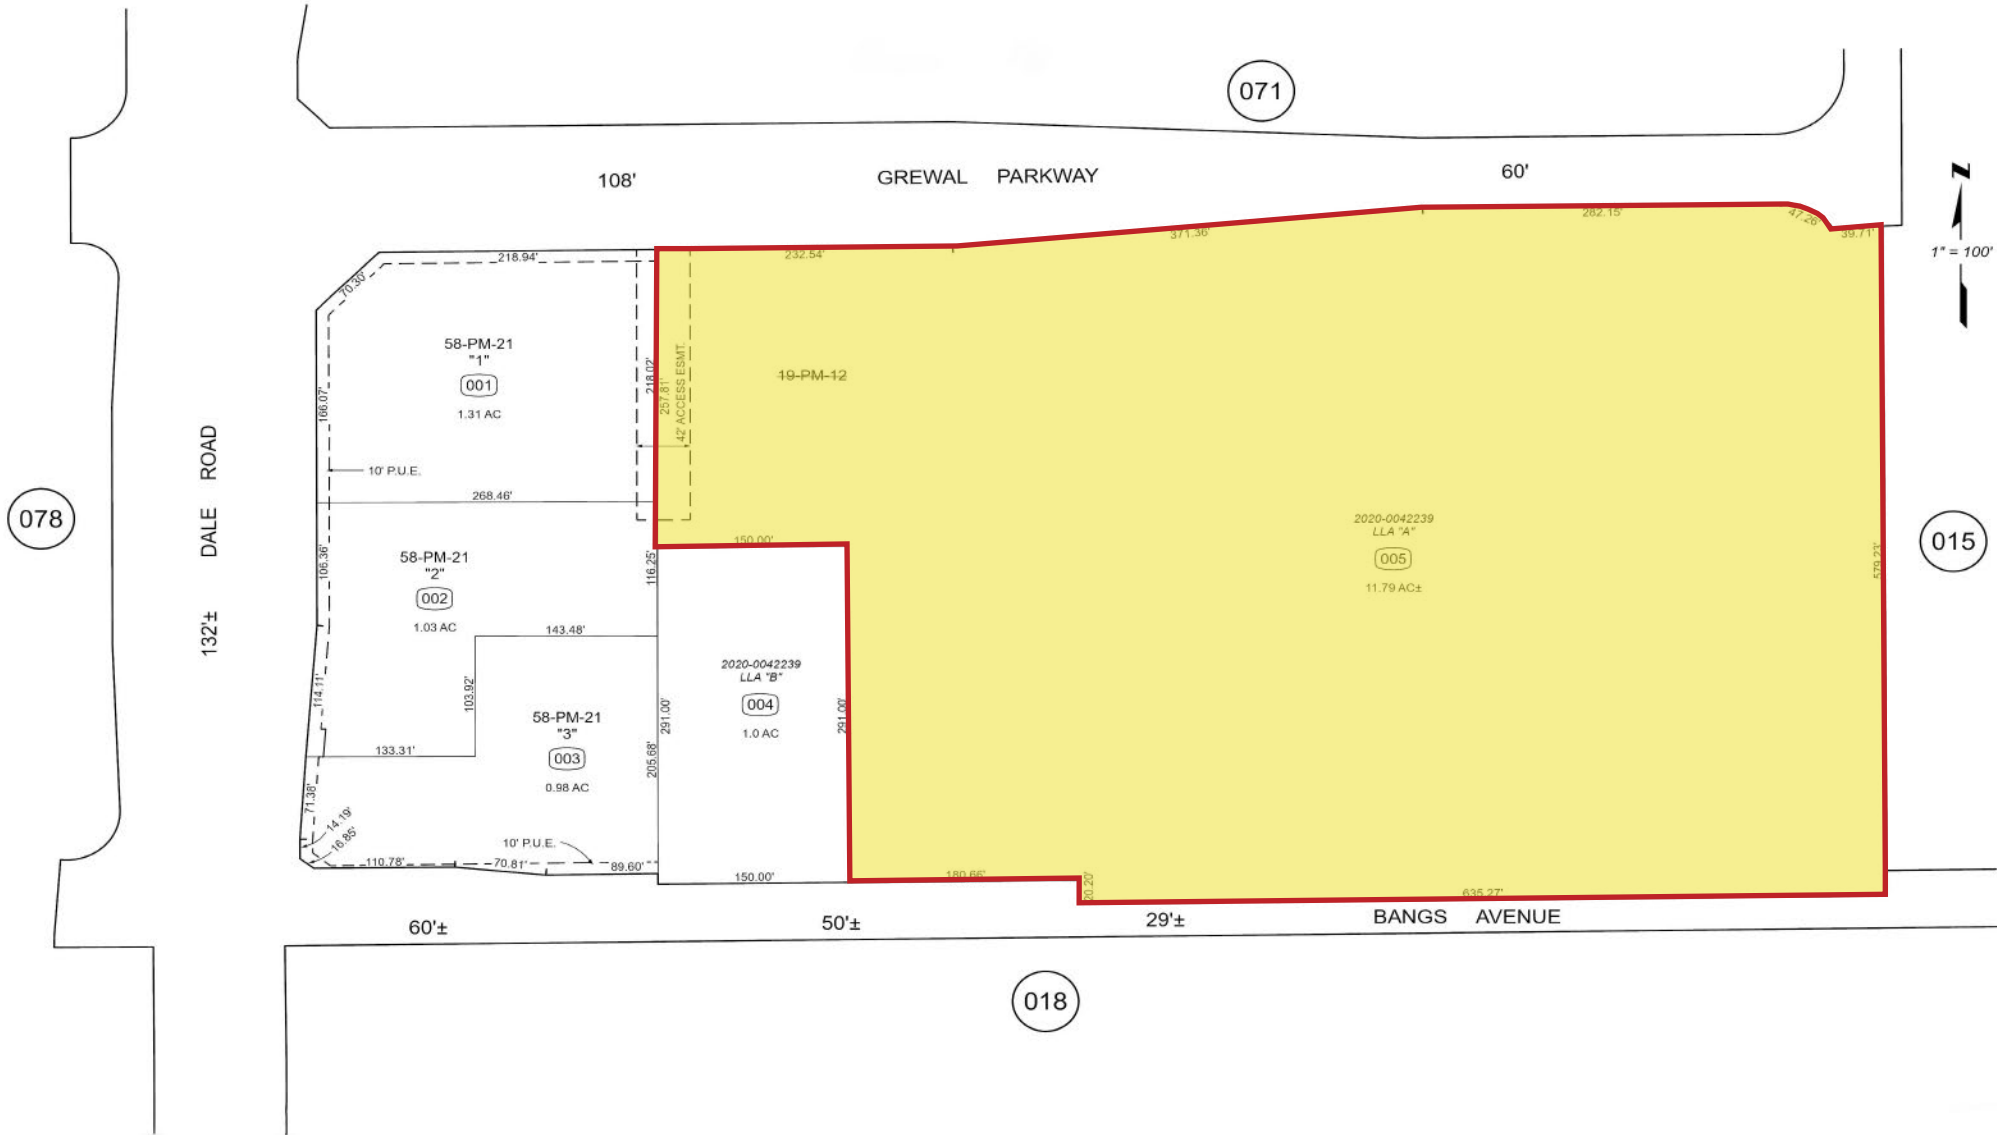 071
108'
GREWAL PARKWAY
60'
282.15'
47.26'
39.71'
371.36'
232.54'
218.94'
70.30'
Z
1" = 100'
58-PM-21
"1"
001
1.31 AC
166.07'
218.02'
257.81'
42' ACCESS ESMT.
19-PM-12
10' P.U.E.
268.46'
078
132'± DALE ROAD
106.36'
58-PM-21
"2"
002
1.03 AC
116.25'
150.00'
2020-0042239
LLA "A"
005
11.79 AC±
579.23'
015
143.48'
114.11'
103.92'
133.31'
58-PM-21
"3"
003
0.98 AC
205.68'
291.00'
2020-0042239
LLA "B"
004
1.0 AC
291.00'
71.38'
14.19'
16.85'
10' P.U.E.
110.78'
70.81'
89.60'
150.00'
180.66'
20.20'
635.27'
60'±
50'±
29'±
BANGS AVENUE
018